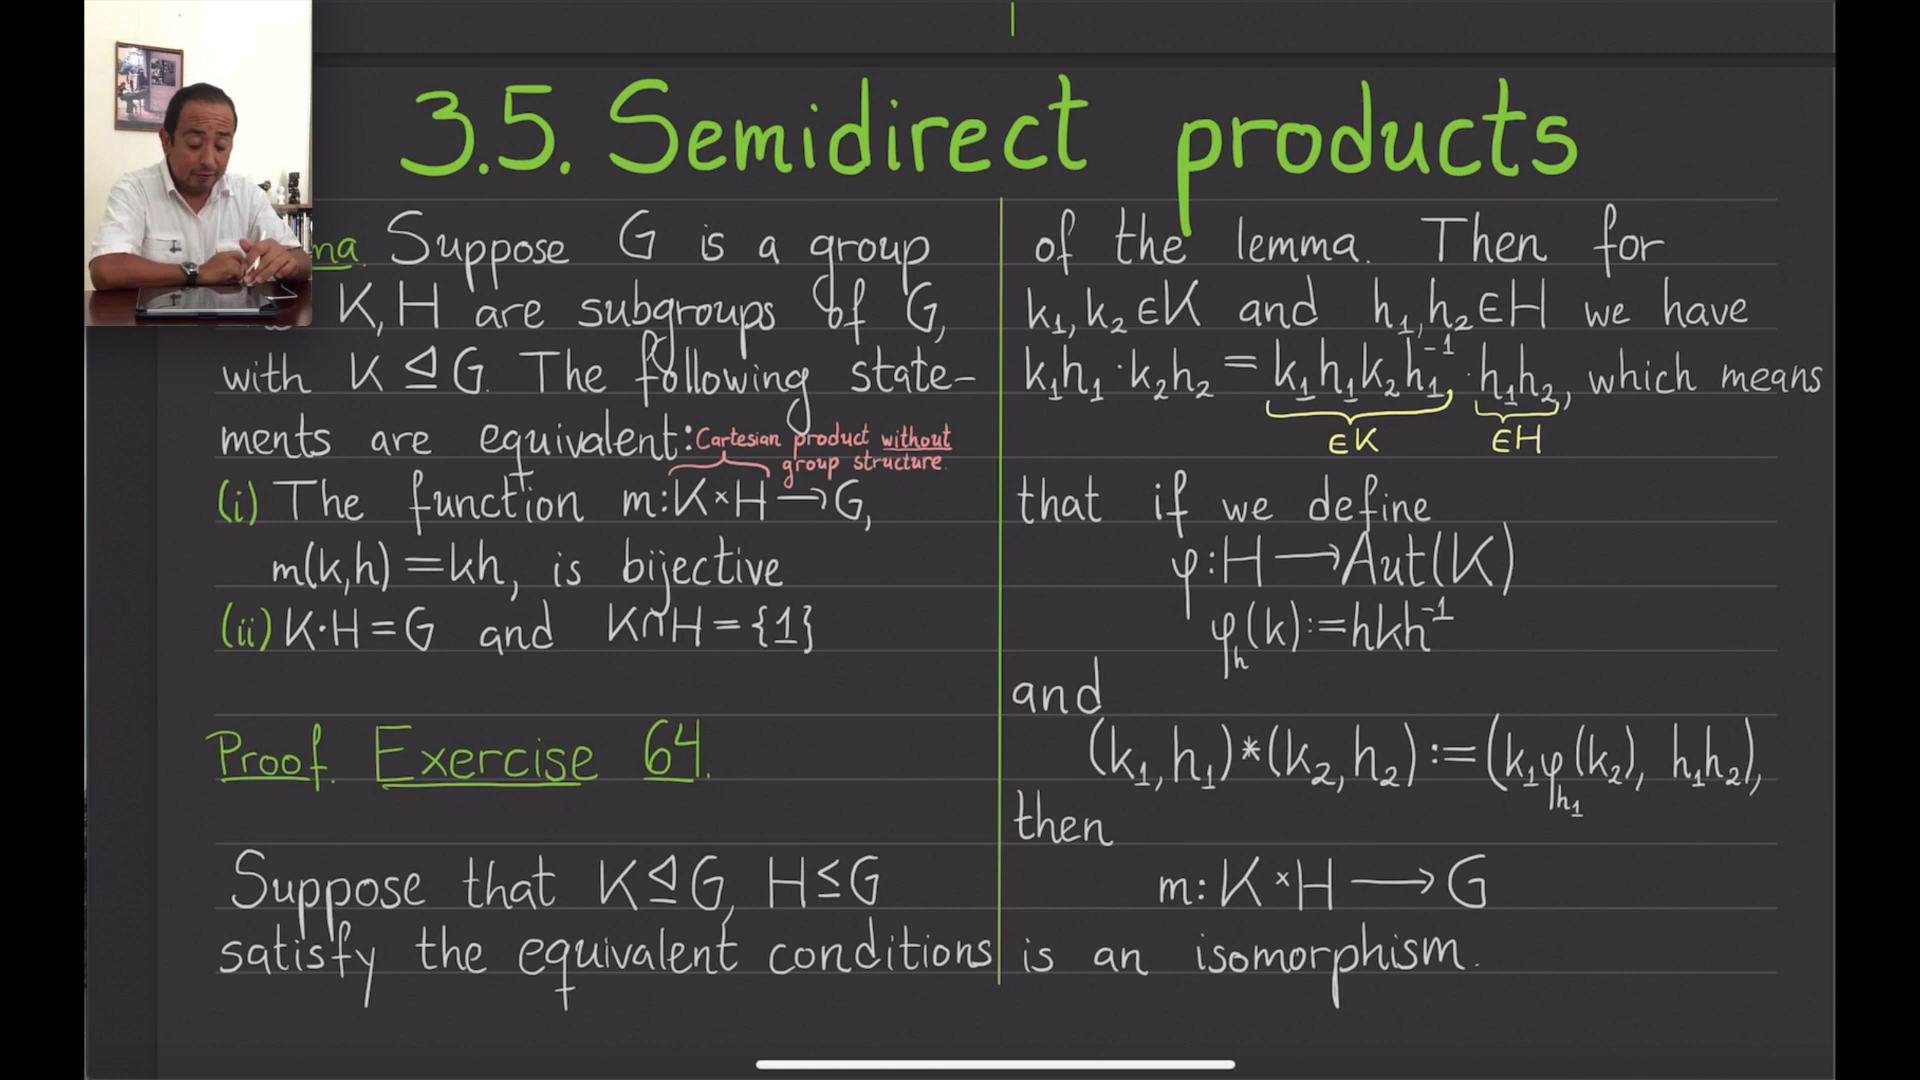 3.5. Semidirect products
ma. Suppose G is a group
K, H are subgroups of G,
with K ⊴ G. The following state-
ments are equivalent:
Cartesian product without
group structure.
(i) The function m: K × H → G,
m(k,h) = kh, is bijective
(ii) K·H = G and K∩H = {1}
Proof. Exercise 64.
Suppose that K ⊴ G, H ≤ G
satisfy the equivalent conditions
of the lemma. Then for
k₁, k₂ ∈ K and h₁, h₂ ∈ H we have
k₁h₁ · k₂h₂ = k₁h₁k₂h₁⁻¹ · h₁h₂, which means
∈K ∈H
that if we define
φ: H → Aut(K)
φₕ(k) := hkh⁻¹
and
(k₁, h₁) * (k₂, h₂) := (k₁φ_h₁(k₂), h₁h₂),
then
m: K × H → G
is an isomorphism.